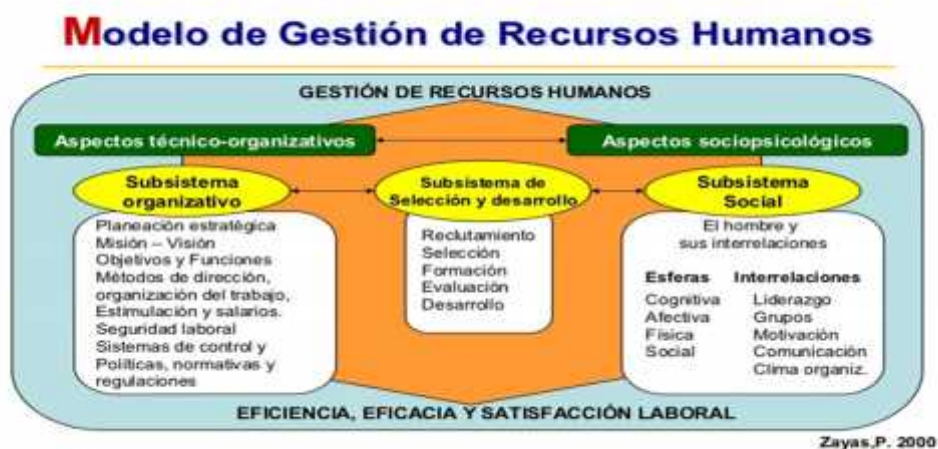 Modelo de Gestión de Recursos Humanos
GESTIÓN DE RECURSOS HUMANOS
Aspectos técnico-organizativos
Aspectos sociopsicológicos
Subsistema
organizativo
Planeación estratégica
Misión – Visión
Objetivos y Funciones
Métodos de dirección,
organización del trabajo,
Estimulación y salarios.
Seguridad laboral
Sistemas de control y
Políticas, normativas y
regulaciones
Subsistema de
Selección y desarrollo
Reclutamiento
Selección
Formación
Evaluación
Desarrollo
Subsistema
Social
El hombre y
sus interrelaciones
Esferas
Cognitiva
Afectiva
Física
Social
Interrelaciones
Liderazgo
Grupos
Motivación
Comunicación
Clima organiz.
EFICIENCIA, EFICACIA Y SATISFACCIÓN LABORAL
Zayas,P. 2000